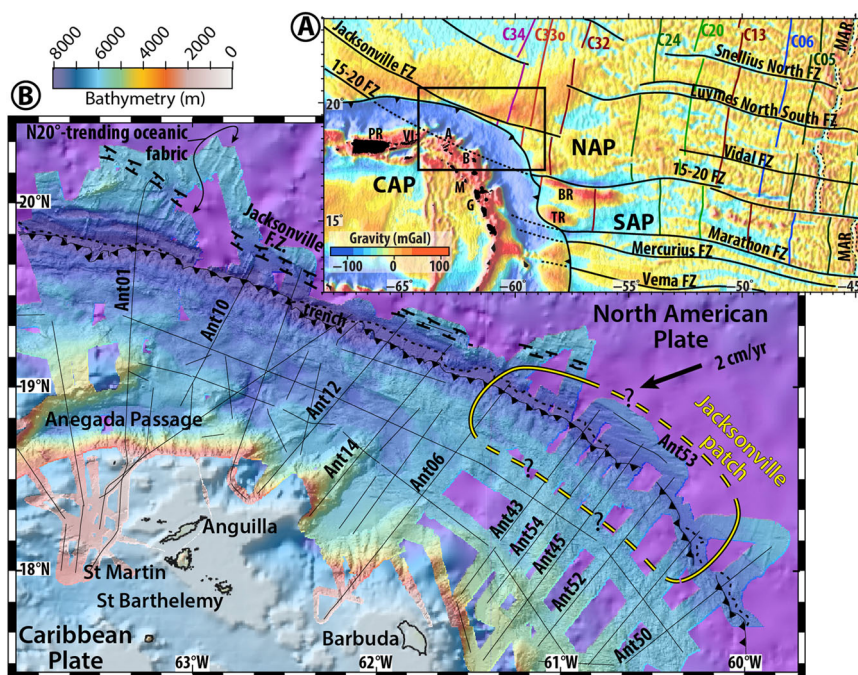 8000 6000 4000 2000 0
Bathymetry (m)
B
N20°-trending oceanic
fabric
Jacksonville
FZ
Ant01
Ant10
trench
Ant12
Ant14
Ant06
Ant43
Ant54
Ant45
Ant52
Ant50
Ant53
North American
Plate
2 cm/yr
Jacksonville
patch
?
?
?
Anegada Passage
Anguilla
St Martin
St Barthelemy
Barbuda
Caribbean
Plate
20°N
19°N
18°N
63°W
62°W
61°W
60°W
A
Jacksonville FZ
15-20 FZ
C34
C33o
C32
C24
C20
C13
C06
C05
MAR
Snellius North FZ
Luymes North South FZ
Vidal FZ
15-20 FZ
Marathon FZ
Mercurius FZ
Vema FZ
NAP
SAP
CAP
PR
VI
A
B
M
G
BR
TR
MAR
Gravity (mGal)
−100 0 100
20°
15°
-65 -60 -55 -50 -45